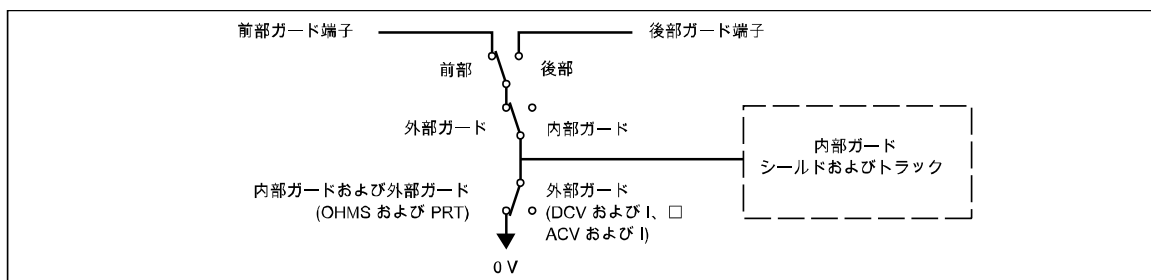 前部ガード端子
後部ガード端子
前部
後部
外部ガード
内部ガード
内部ガード
シールドおよびトラック
内部ガードおよび外部ガード
(OHMS および PRT)
外部ガード
(DCV および I、□
ACV および I)
0 V